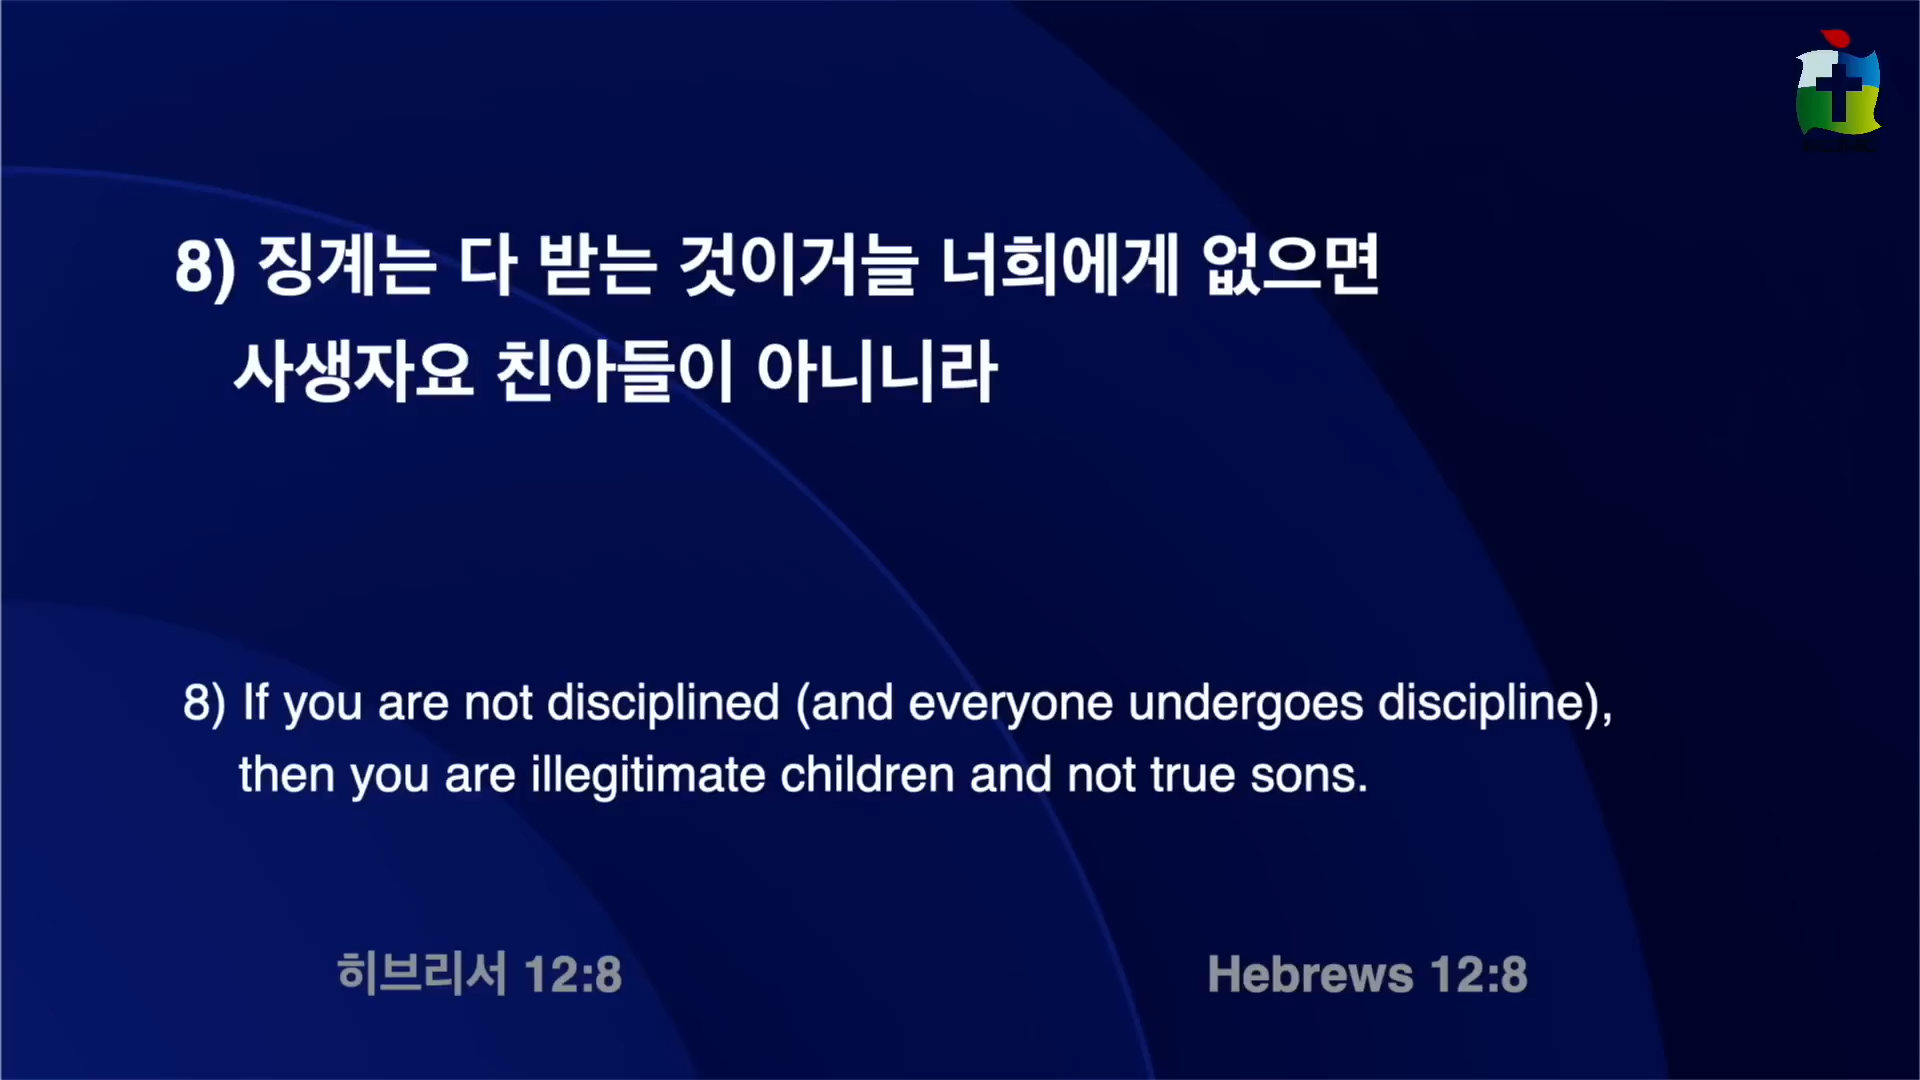 8) 징계는 다 받는 것이거늘 너희에게 없으면
사생자요 친아들이 아니니라
8) If you are not disciplined (and everyone undergoes discipline),
then you are illegitimate children and not true sons.
히브리서 12:8
Hebrews 12:8